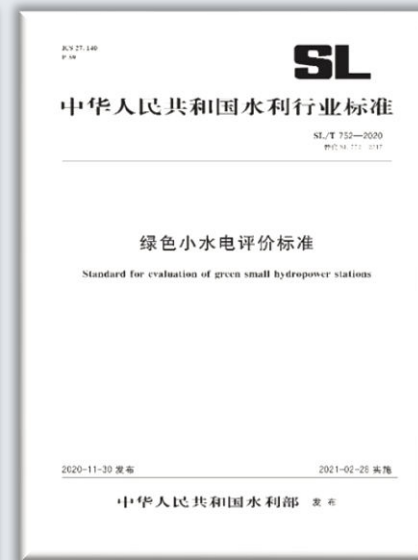 ICS 27.140
P 59
SL
中华人民共和国水利行业标准
SL/T 752—2020
绿色小水电评价标准
Standard for evaluation of green small hydropower stations
2020-11-30 发布
2021-02-28 实施
中华人民共和国水利部 发布